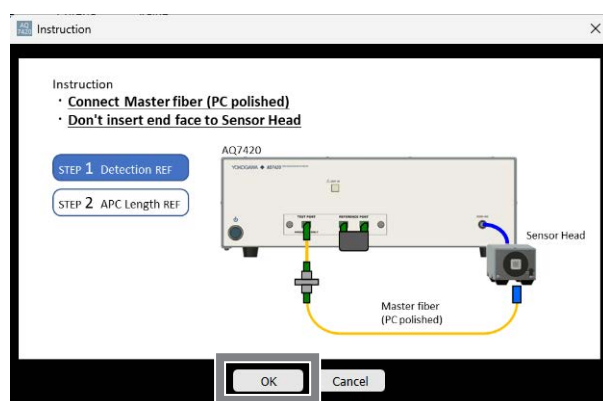 Instruction
Instruction
・Connect Master fiber (PC polished)
・Don't insert end face to Sensor Head
AQ7420
STEP 1 Detection REF
STEP 2 APC Length REF
YOKOGAWA
TEST PORT
REFERENCE PORT
Sensor Head
Master fiber
(PC polished)
OK
Cancel